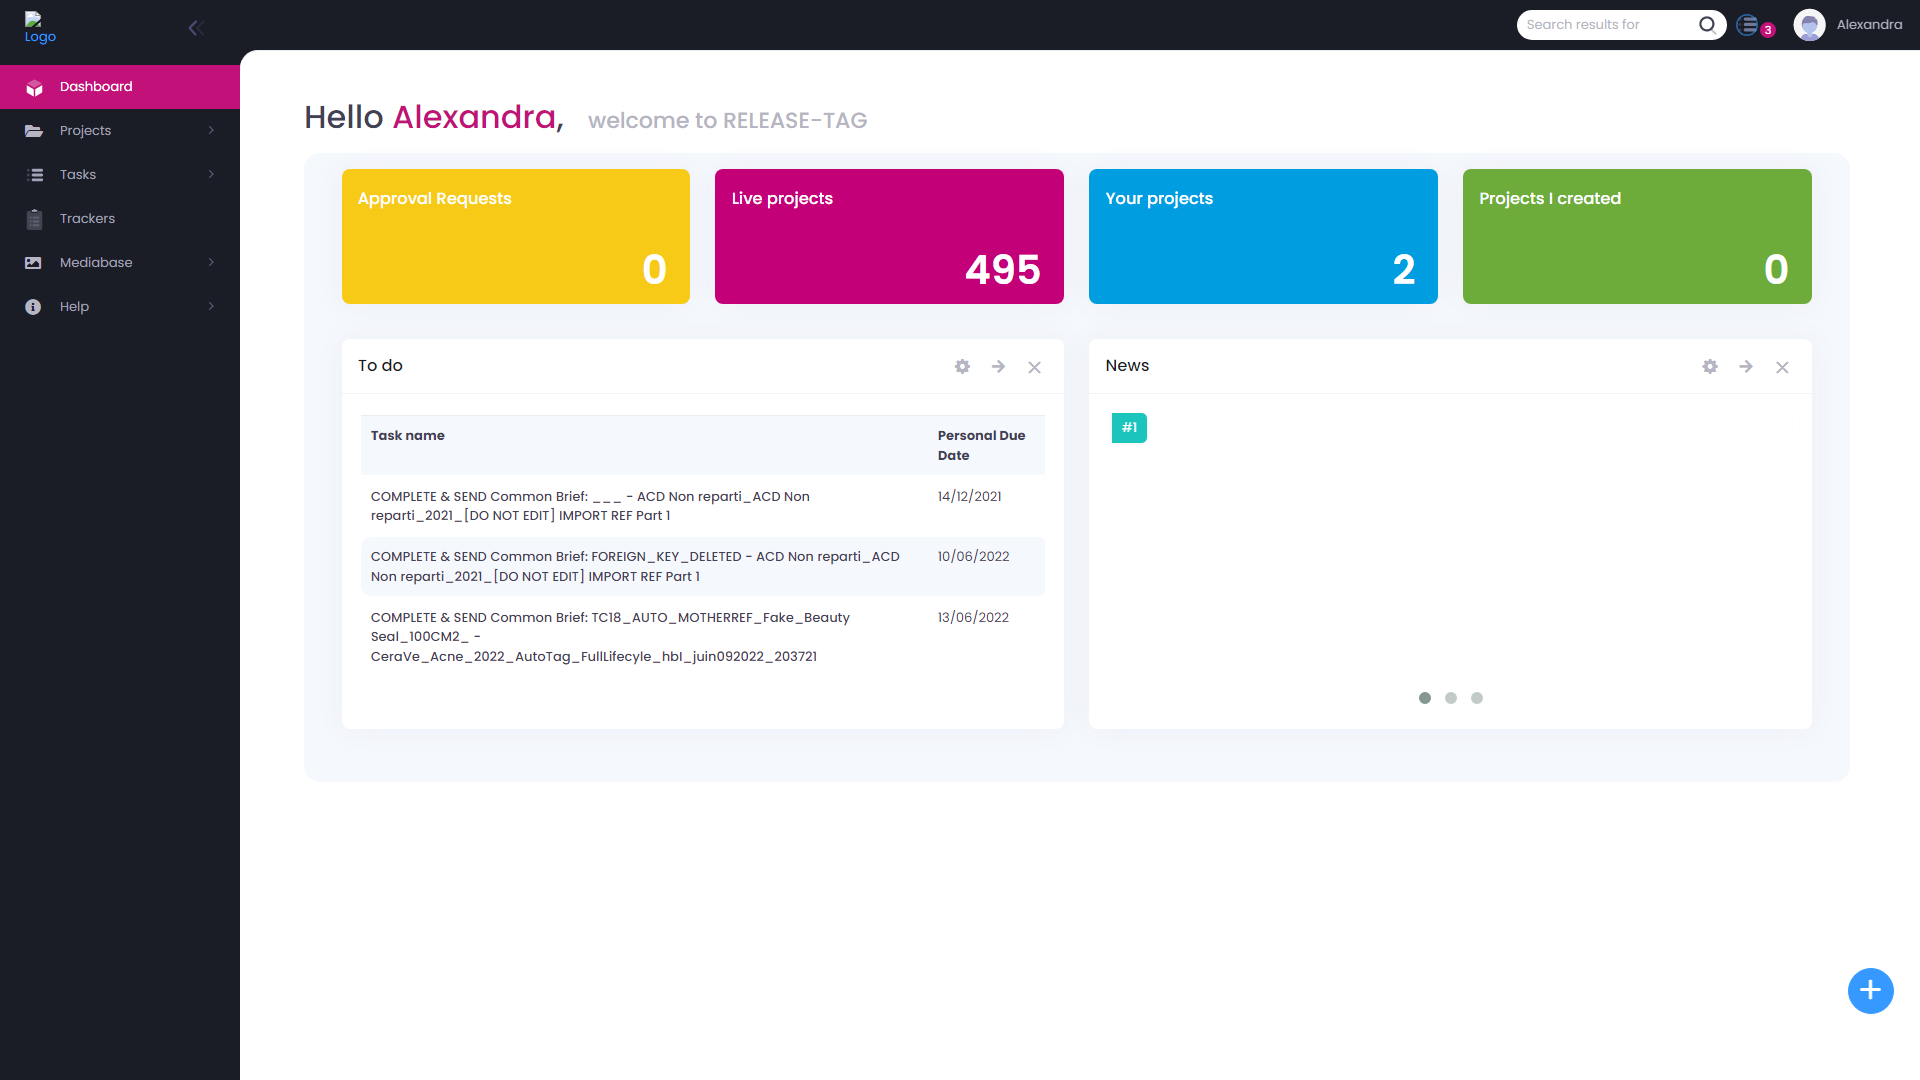 Logo
Search results for
3
Alexandra
Dashboard
Projects
Tasks
Trackers
Mediabase
Help
Hello Alexandra, welcome to RELEASE-TAG
Approval Requests
0
Live projects
495
Your projects
2
Projects I created
0
To do
Task name
Personal Due
Date
COMPLETE & SEND Common Brief: ___ - ACD Non reparti_ACD Non
reparti_2021_[DO NOT EDIT] IMPORT REF Part 1
14/12/2021
COMPLETE & SEND Common Brief: FOREIGN_KEY_DELETED - ACD Non reparti_ACD
Non reparti_2021_[DO NOT EDIT] IMPORT REF Part 1
10/06/2022
COMPLETE & SEND Common Brief: TC18_AUTO_MOTHERREF_Fake_Beauty
Seal_100CM2_ -
CeraVe_Acne_2022_AutoTag_FullLifecyle_hbI_juin092022_203721
13/06/2022
News
#1